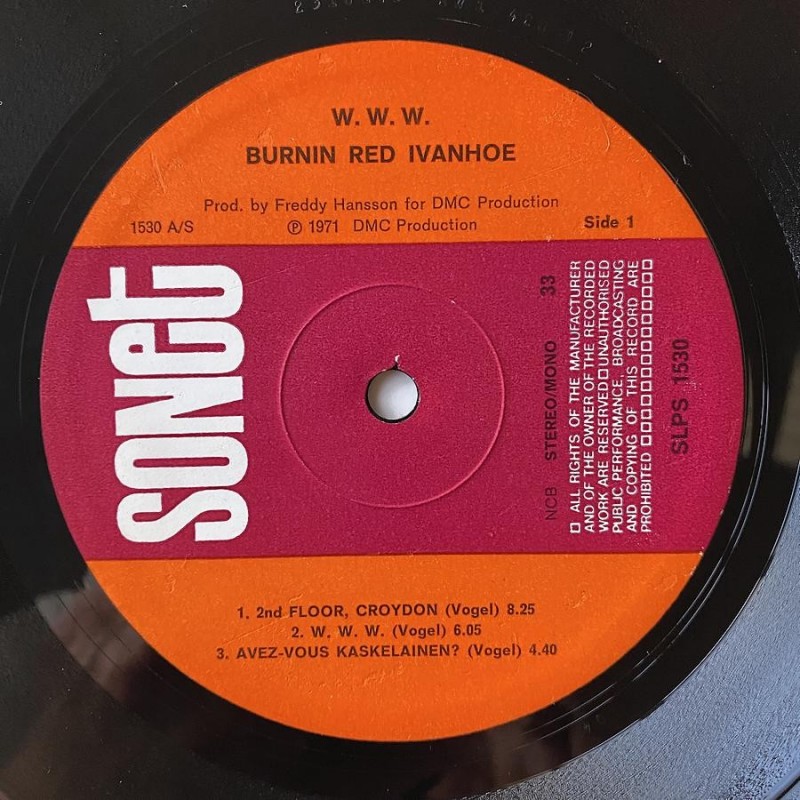 W. W. W.
BURNIN RED IVANHOE
Prod. by Freddy Hansson for DMC Production
1530 A/S
℗ 1971 DMC Production
Side 1
sonet
NCB STEREO/MONO 33
□ ALL RIGHTS OF THE MANUFACTURER
AND OF THE OWNER OF THE RECORDED
WORK ARE RESERVED □ UNAUTHORISED
PUBLIC PERFORMANCE, BROADCASTING
AND COPYING OF THIS RECORD ARE
PROHIBITED □□□□□□□□□□□□□
SLPS 1530
1. 2nd FLOOR, CROYDON (Vogel) 8.25
2. W. W. W. (Vogel) 6.05
3. AVEZ-VOUS KASKELAINEN? (Vogel) 4.40